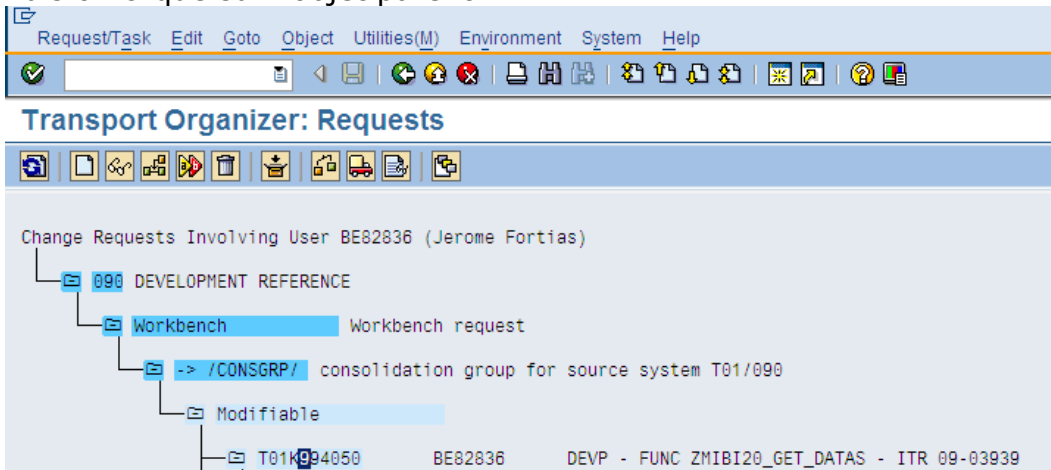 Request/Task Edit Goto Object Utilities(M) Environment System Help
Transport Organizer: Requests
Change Requests Involving User BE82836 (Jerome Fortias)
090 DEVELOPMENT REFERENCE
Workbench Workbench request
-> /CONSGRP/ consolidation group for source system T01/090
Modifiable
T01K994050 BE82836 DEVP - FUNC ZMIBI20_GET_DATAS - ITR 09-03939